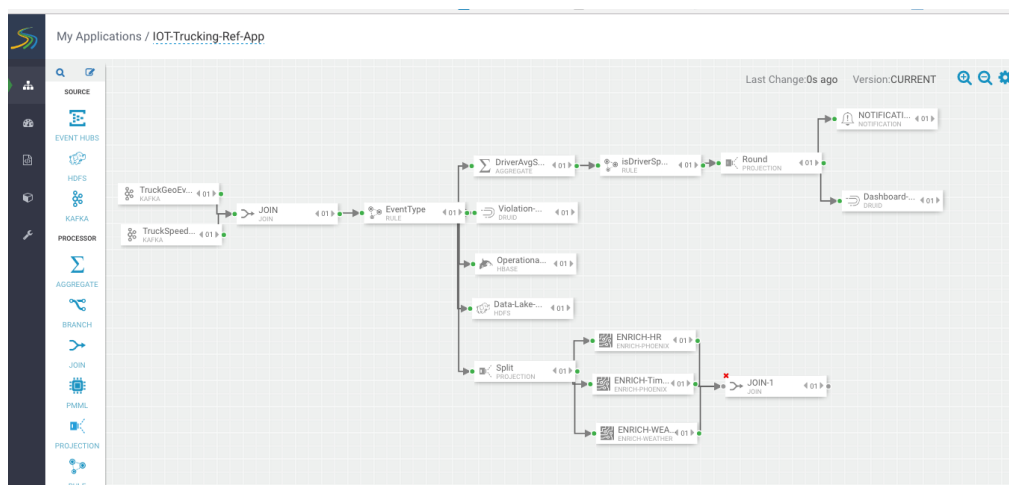 My Applications / IOT-Trucking-Ref-App
Last Change:0s ago Version:CURRENT
SOURCE
EVENT HUBS
HDFS
KAFKA
PROCESSOR
AGGREGATE
BRANCH
JOIN
PMML
PROJECTION
TruckGeoEv... 01
KAFKA
TruckSpeed... 01
KAFKA
JOIN 01
JOIN
EventType 01
RULE
DriverAvgS... 01
AGGREGATE
isDriverSp... 01
RULE
Round 01
PROJECTION
NOTIFICATI... 01
NOTIFICATION
Dashboard-... 01
DRUID
Violation-... 01
DRUID
Operationa... 01
HBASE
Data-Lake-... 01
HDFS
Split 01
PROJECTION
ENRICH-HR 01
ENRICH-PHOENIX
ENRICH-Tim... 01
ENRICH-PHOENIX
ENRICH-WEA... 01
ENRICH-WEATHER
JOIN-1 01
JOIN